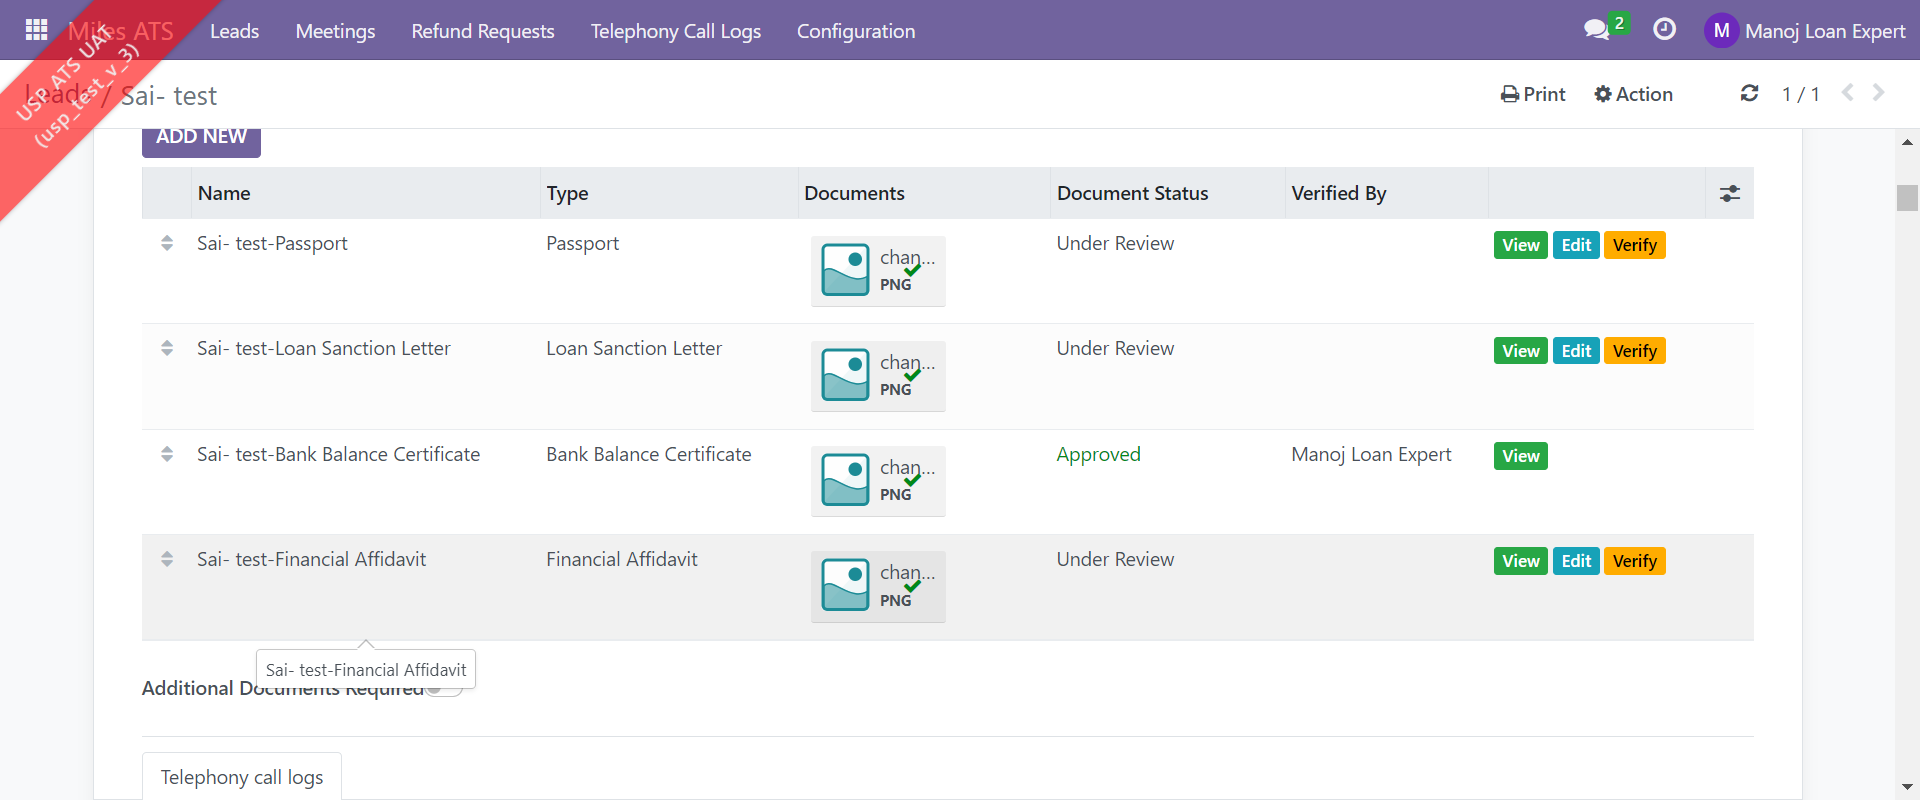 Miles ATS Leads Meetings Refund Requests Telephony Call Logs Configuration 2 M Manoj Loan Expert
USP ATS UAT
(usp_test_v_3)
Leads / Sai- test Print Action 1 / 1
ADD NEW
Name Type Documents Document Status Verified By
Sai- test-Passport Passport chan... PNG Under Review View Edit Verify
Sai- test-Loan Sanction Letter Loan Sanction Letter chan... PNG Under Review View Edit Verify
Sai- test-Bank Balance Certificate Bank Balance Certificate chan... PNG Approved Manoj Loan Expert View
Sai- test-Financial Affidavit Financial Affidavit chan... PNG Under Review View Edit Verify
Sai- test-Financial Affidavit
Additional Documents Required
Telephony call logs